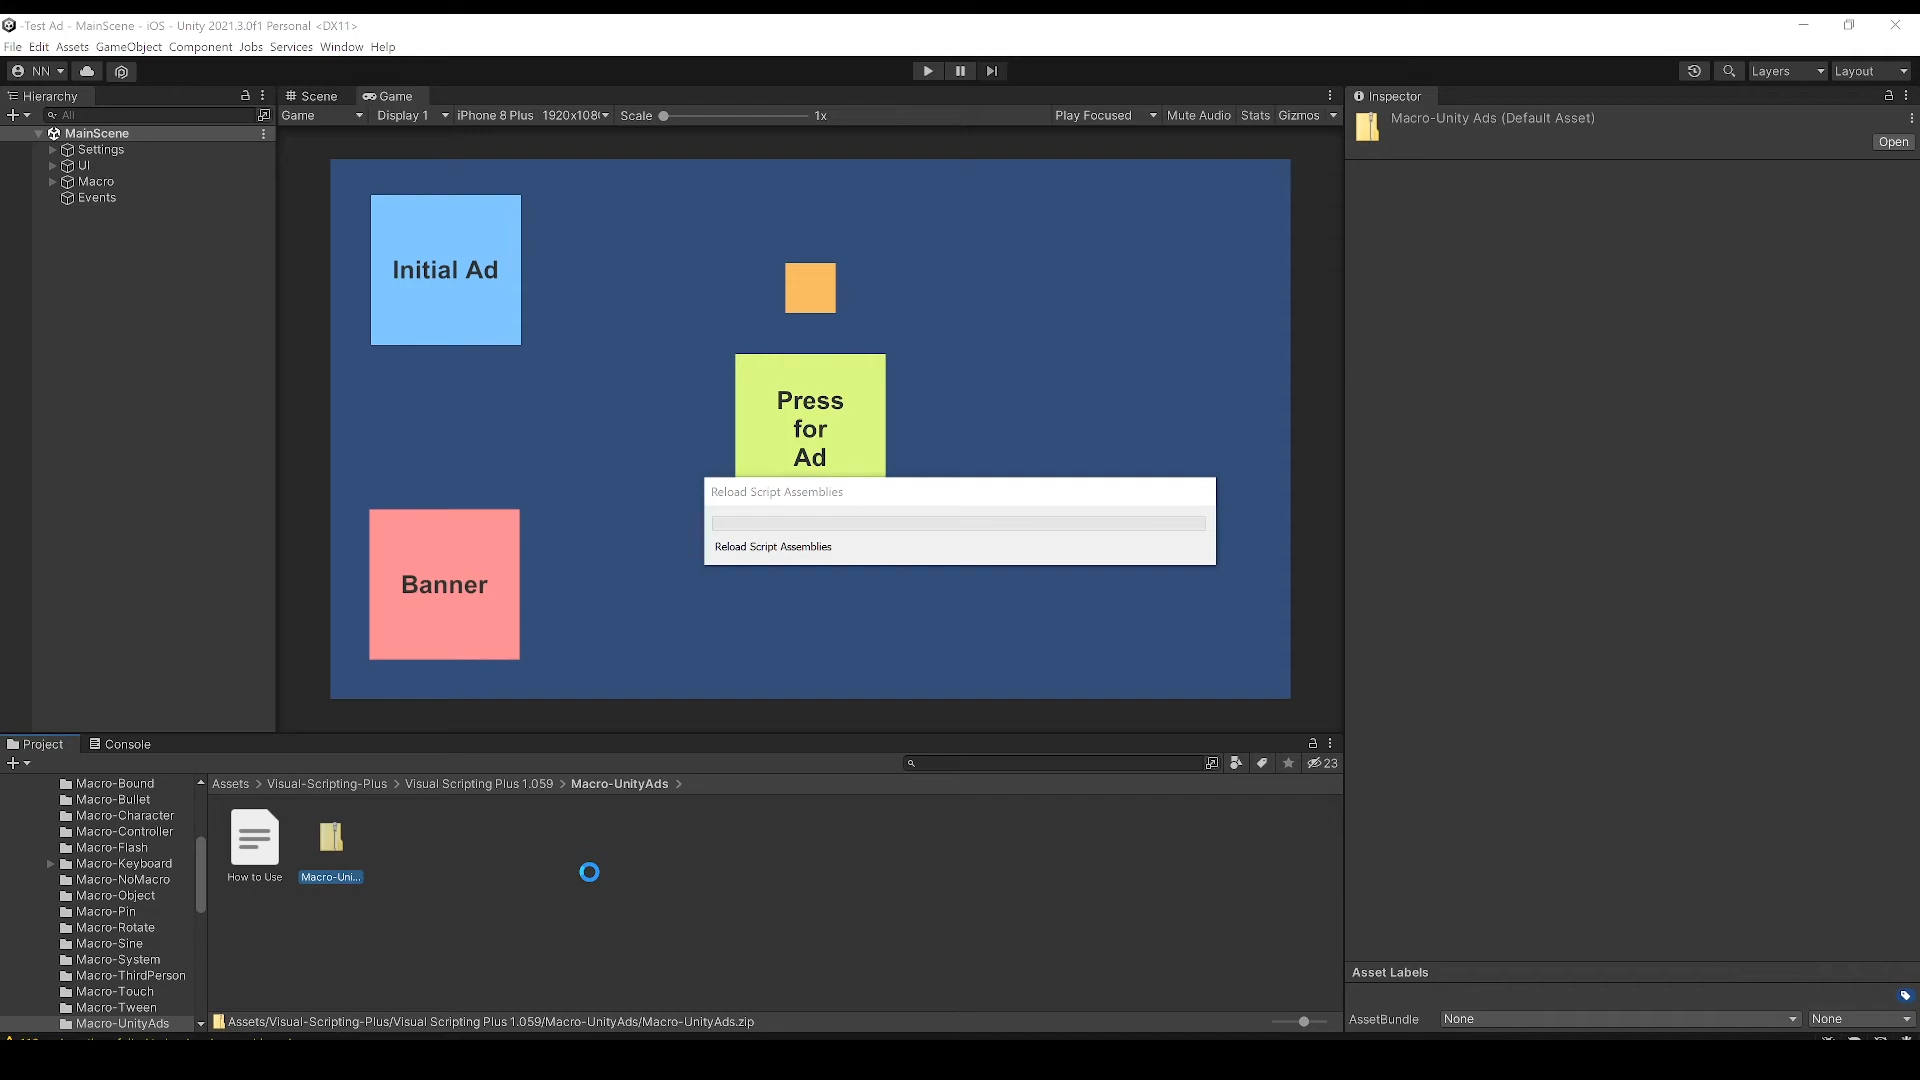 -Test Ad - MainScene - iOS - Unity 2021.3.0f1 Personal <DX11>
File Edit Assets GameObject Component Jobs Services Window Help
NN
Layers
Layout
Hierarchy
Scene
Game
Inspector
All
Game
Display 1
iPhone 8 Plus 1920x108
Scale
1x
Play Focused
Mute Audio
Stats
Gizmos
Macro-Unity Ads (Default Asset)
Open
MainScene
Settings
UI
Macro
Events
Initial Ad
Press
for
Ad
Banner
Reload Script Assemblies
Reload Script Assemblies
Project
Console
23
Macro-Bound
Macro-Bullet
Macro-Character
Macro-Controller
Macro-Flash
Macro-Keyboard
Macro-NoMacro
Macro-Object
Macro-Pin
Macro-Rotate
Macro-Sine
Macro-System
Macro-ThirdPerson
Macro-Touch
Macro-Tween
Macro-UnityAds
Assets > Visual-Scripting-Plus > Visual Scripting Plus 1.059 > Macro-UnityAds >
How to Use
Macro-Uni...
Assets/Visual-Scripting-Plus/Visual Scripting Plus 1.059/Macro-UnityAds/Macro-UnityAds.zip
Asset Labels
AssetBundle
None
None